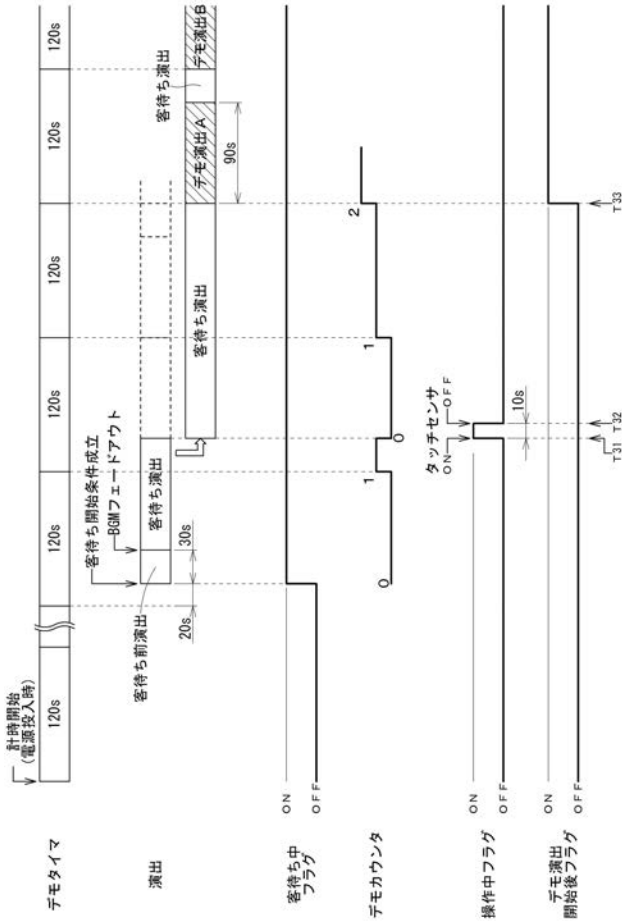 計時開始
(電源投入時)
デモタイマ
120s
120s
120s
120s
120s
120s
客待ち開始条件成立
BGMフェードアウト
演出
客待ち前演出
客待ち演出
客待ち演出
デモ演出A
客待ち演出
デモ演出B
20s
30s
90s
客待ち中
フラグ
ON
OFF
デモカウンタ
0
1
0
1
2
タッチセンサ
ON
OFF
操作中フラグ
ON
OFF
10s
デモ演出
開始後フラグ
ON
OFF
T31
T32
T33